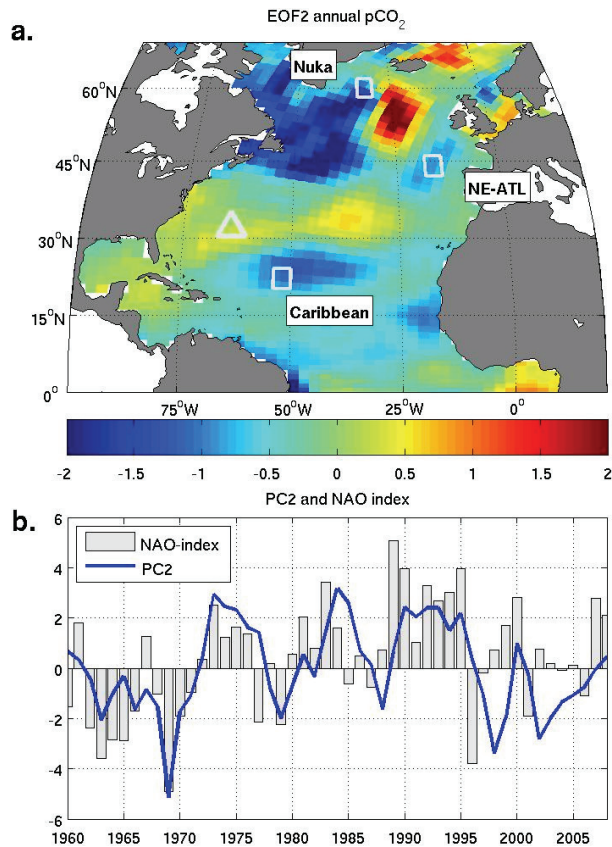 EOF2 annual pCO₂
a.
Nuka
60°N
45°N
NE-ATL
30°N
15°N
Caribbean
0°
75°W 50°W 25°W 0°
-2 -1.5 -1 -0.5 0 0.5 1 1.5 2
PC2 and NAO index
b.
6
NAO-index
PC2
4
2
0
-2
-4
-6
1960 1965 1970 1975 1980 1985 1990 1995 2000 2005